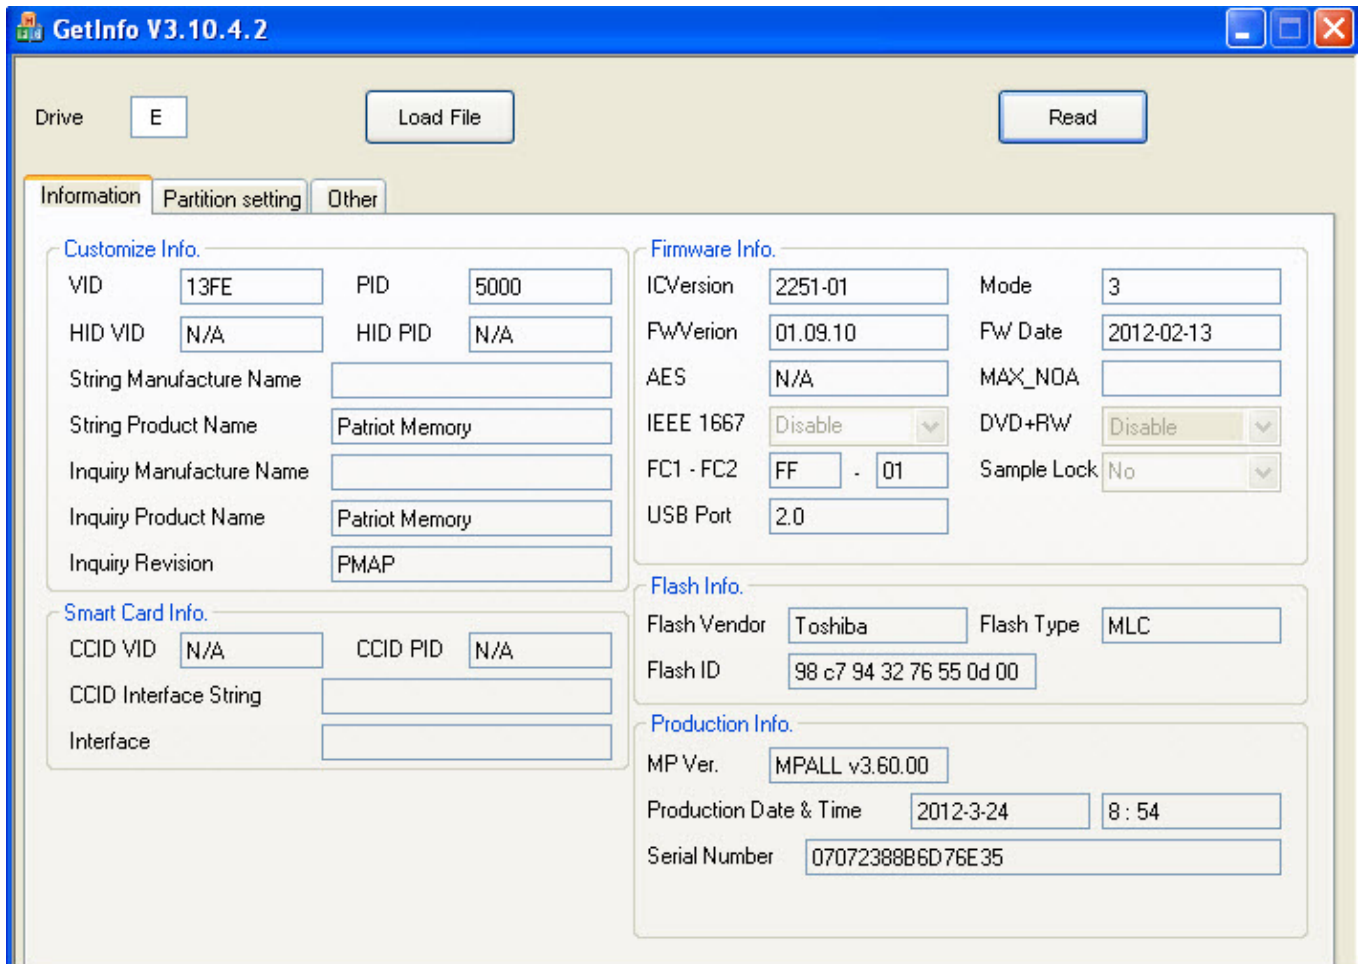 GetInfo V3.10.4.2
Drive E Load File Read
Information Partition setting Other
Customize Info.
VID 13FE PID 5000
HID VID N/A HID PID N/A
String Manufacture Name
String Product Name Patriot Memory
Inquiry Manufacture Name
Inquiry Product Name Patriot Memory
Inquiry Revision PMAP
Smart Card Info.
CCID VID N/A CCID PID N/A
CCID Interface String
Interface
Firmware Info.
ICVersion 2251-01 Mode 3
FWVerion 01.09.10 FW Date 2012-02-13
AES N/A MAX_NOA
IEEE 1667 Disable DVD+RW Disable
FC1 - FC2 FF - 01 Sample Lock No
USB Port 2.0
Flash Info.
Flash Vendor Toshiba Flash Type MLC
Flash ID 98 c7 94 32 76 55 0d 00
Production Info.
MP Ver. MPALL v3.60.00
Production Date & Time 2012-3-24 8 : 54
Serial Number 07072388B6D76E35